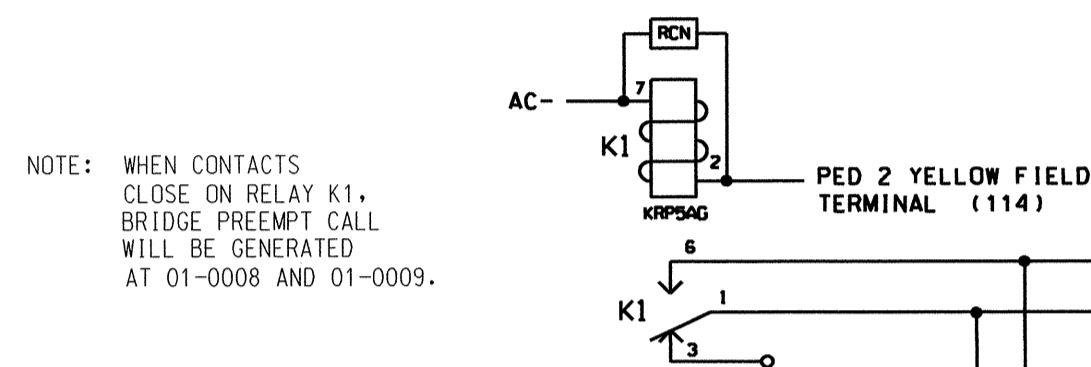 RCN
7
AC-
K1
2
KRP5AG
PED 2 YELLOW FIELD
TERMINAL (114)
NOTE: WHEN CONTACTS
CLOSE ON RELAY K1,
BRIDGE PREEMPT CALL
WILL BE GENERATED
AT 01-0008 AND 01-0009.
6
K1
1
3